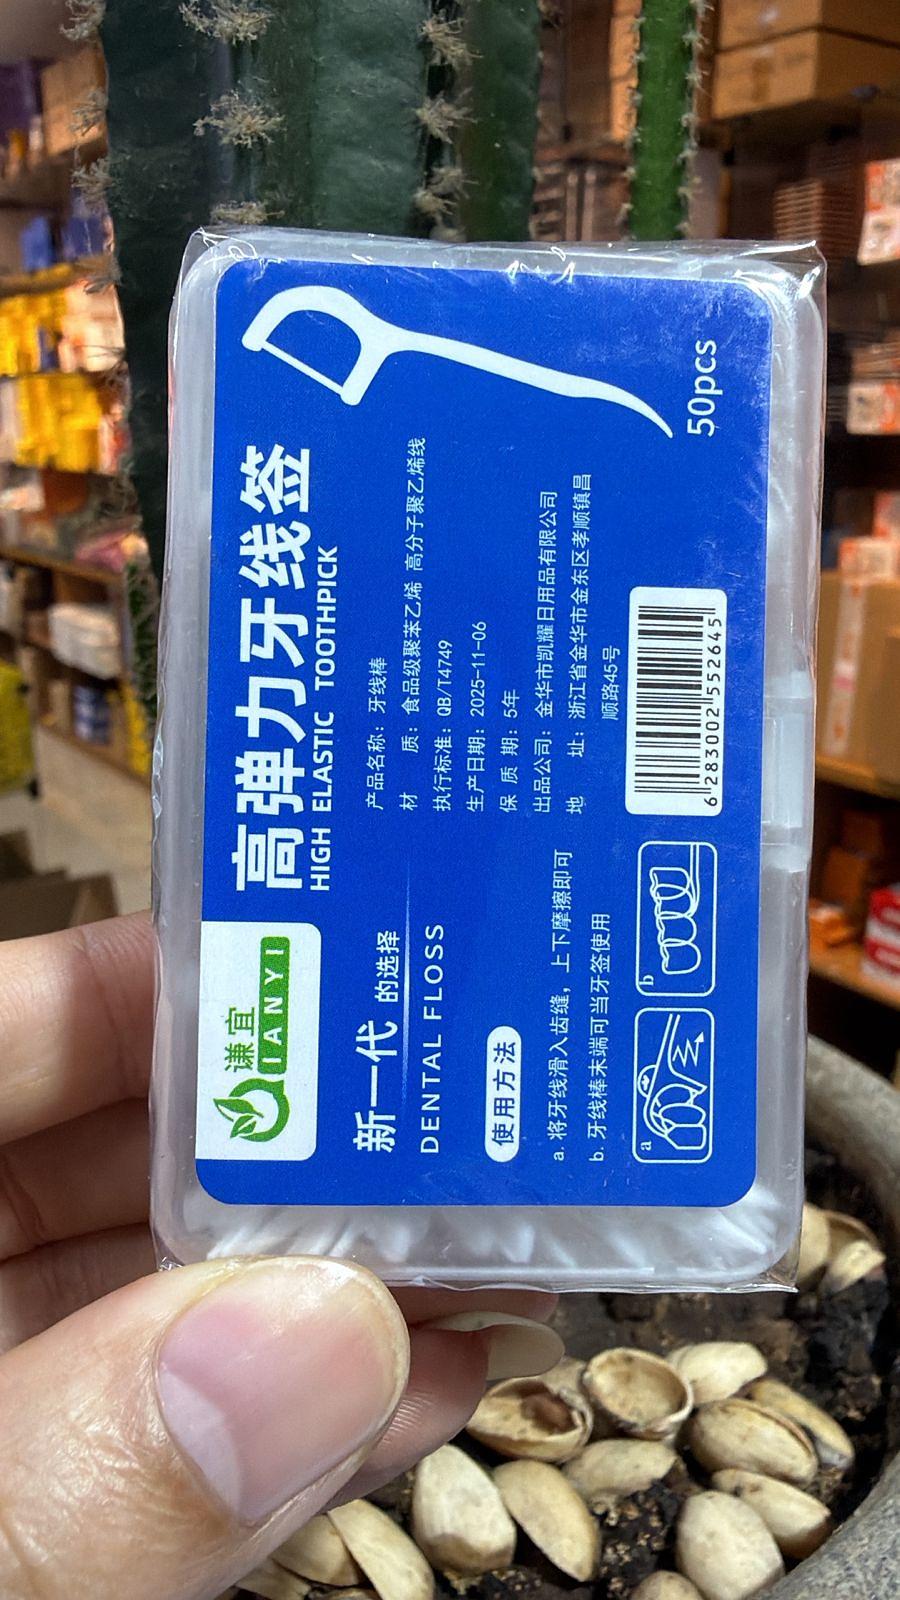 谦宜
IANYI
高弹力牙线签
HIGH ELASTIC TOOTHPICK
新一代的选择
DENTAL FLOSS
使用方法
a. 将牙线滑入齿缝，上下摩擦即可
b. 牙线棒末端可当牙签使用
a
b
产品名称：牙线棒
材 质：食品级聚苯乙烯 高分子聚乙烯线
执行标准：QB/T4749
生产日期：2025-11-06
保 质 期：5年
出品公司：金华市凯耀日用品有限公司
地 址：浙江省金华市金东区孝顺镇昌
顺路45号
6283002552645
50pcs